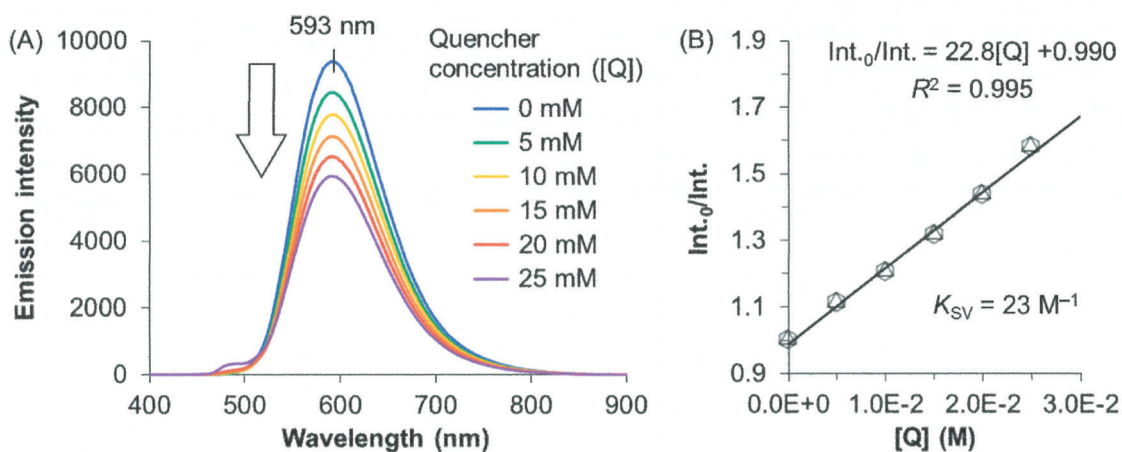 (A)
593 nm
Quencher
concentration ([Q])
0 mM
5 mM
10 mM
15 mM
20 mM
25 mM
10000
8000
6000
4000
2000
0
Emission intensity
400 500 600 700 800 900
Wavelength (nm)
(B)
Int.₀/Int. = 22.8[Q] +0.990
R² = 0.995
K_SV = 23 M⁻¹
1.9
1.7
1.5
1.3
1.1
0.9
Int.₀/Int.
0.0E+0 1.0E-2 2.0E-2 3.0E-2
[Q] (M)